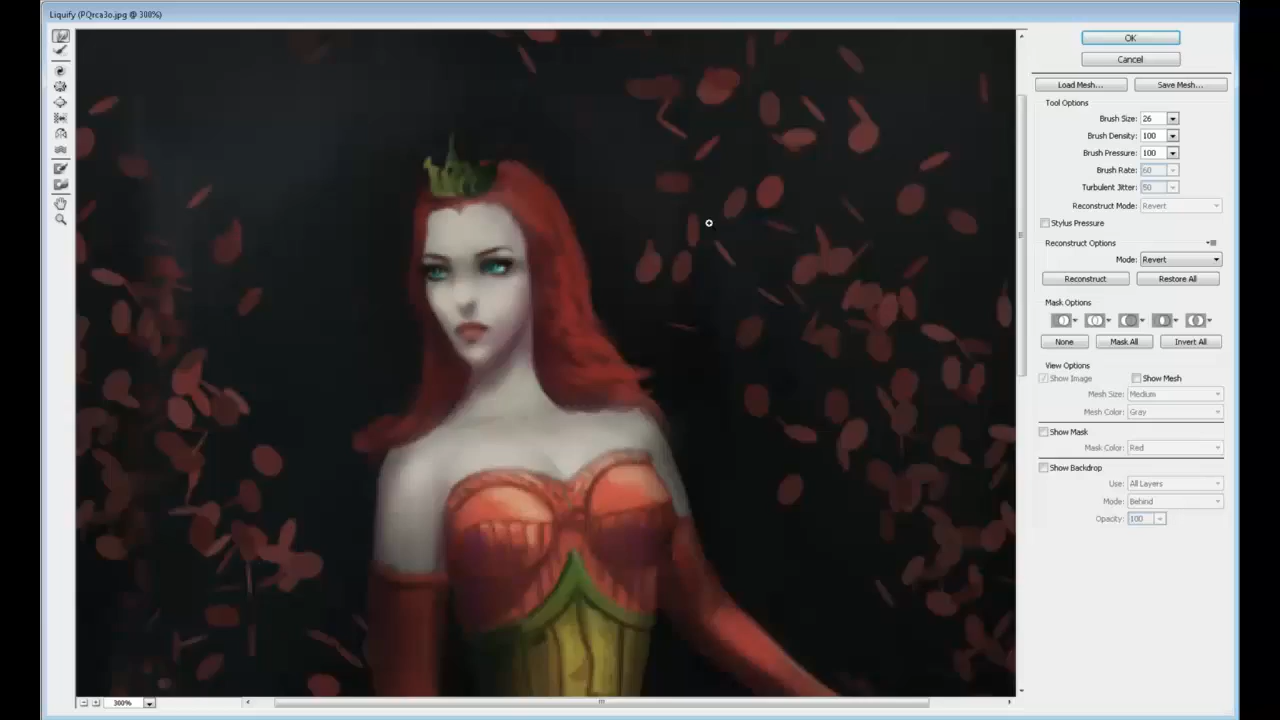 Liquify (PQrca3o.jpg @ 300%)
OK
Cancel
Load Mesh... Save Mesh...
Tool Options
Brush Size: 26
Brush Density: 100
Brush Pressure: 100
Brush Rate: 60
Turbulent Jitter: 50
Reconstruct Mode: Revert
Stylus Pressure
Reconstruct Options
Mode: Revert
Reconstruct Restore All
Mask Options
None Mask All Invert All
View Options
Show Image Show Mesh
Mesh Size: Medium
Mesh Color: Gray
Show Mask
Mask Color: Red
Show Backdrop
Use: All Layers
Mode: Behind
Opacity: 100
300%